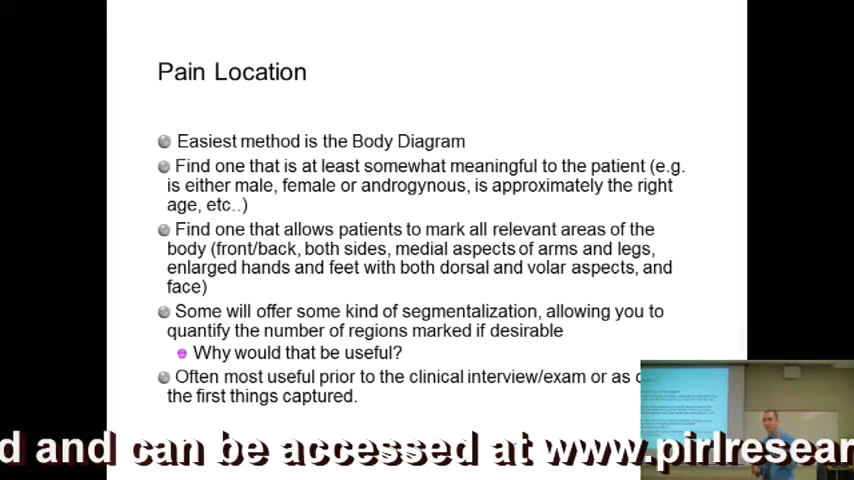 Pain Location
Easiest method is the Body Diagram
Find one that is at least somewhat meaningful to the patient (e.g.
is either male, female or androgynous, is approximately the right
age, etc..)
Find one that allows patients to mark all relevant areas of the
body (front/back, both sides, medial aspects of arms and legs,
enlarged hands and feet with both dorsal and volar aspects, and
face)
Some will offer some kind of segmentalization, allowing you to
quantify the number of regions marked if desirable
Why would that be useful?
Often most useful prior to the clinical interview/exam or as
the first things captured.
and can be accessed at